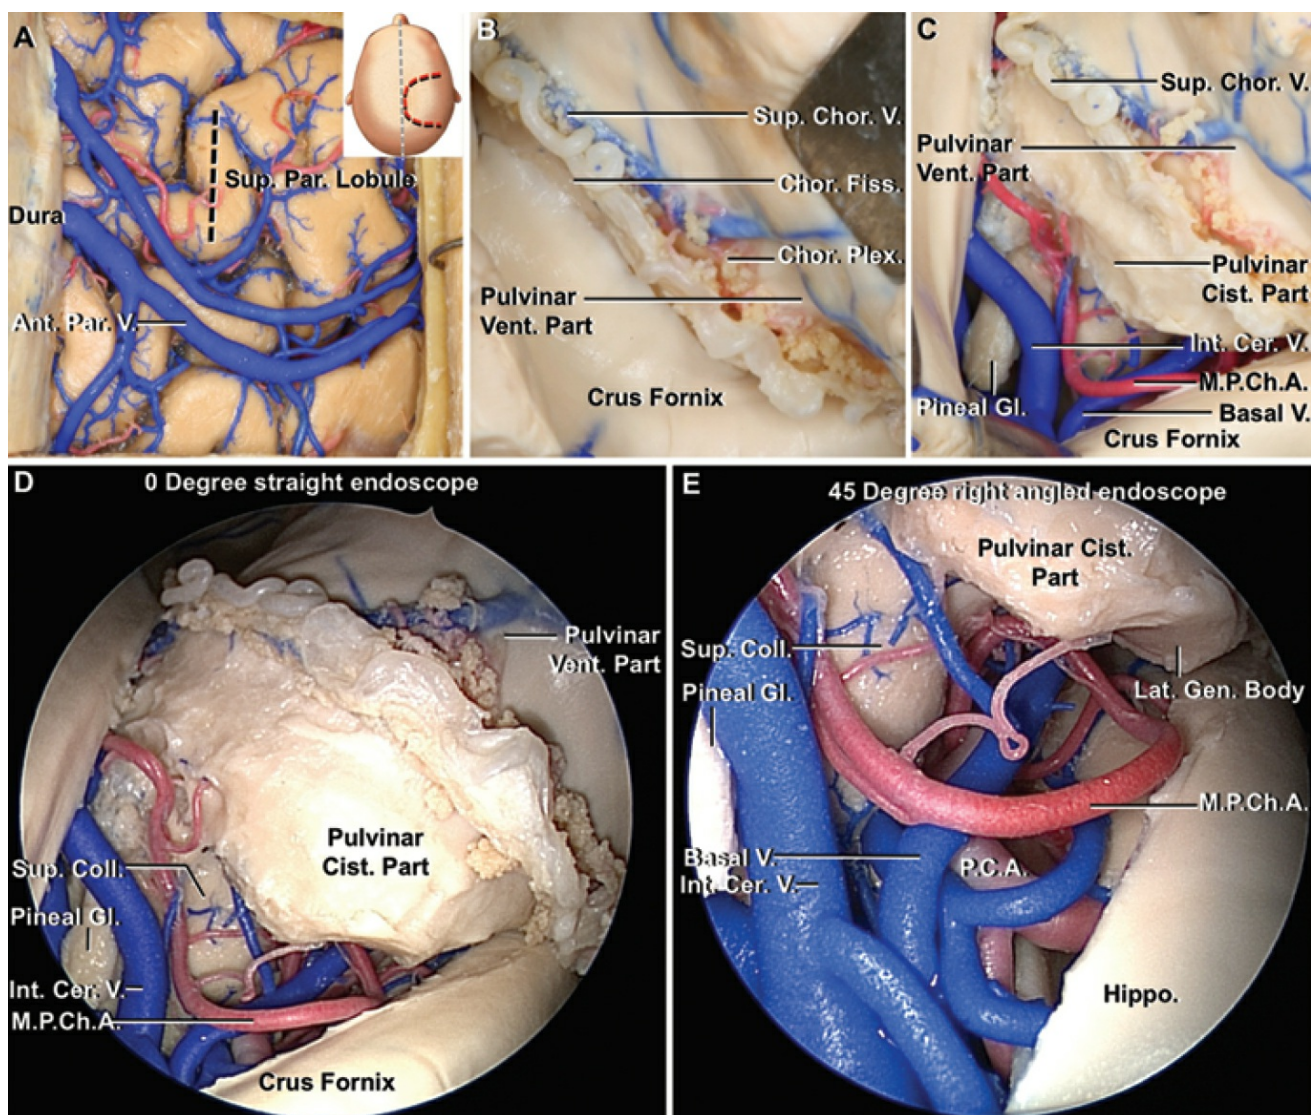 A
Sup. Par. Lobule
Dura
Ant. Par. V.
B
Sup. Chor. V.
Chor. Fiss.
Chor. Plex.
Pulvinar
Vent. Part
Crus Fornix
C
Sup. Chor. V.
Pulvinar
Vent. Part
Pulvinar
Cist. Part
Int. Cer. V.
M.P.Ch.A.
Pineal Gl.
Basal V.
Crus Fornix
D
0 Degree straight endoscope
Pulvinar
Vent. Part
Pulvinar
Cist. Part
Sup. Coll.
Pineal Gl.
Int. Cer. V.
M.P.Ch.A.
Crus Fornix
E
45 Degree right angled endoscope
Pulvinar Cist.
Part
Sup. Coll.
Pineal Gl.
Lat. Gen. Body
M.P.Ch.A.
Basal V.
P.C.A.
Int. Cer. V.
Hippo.